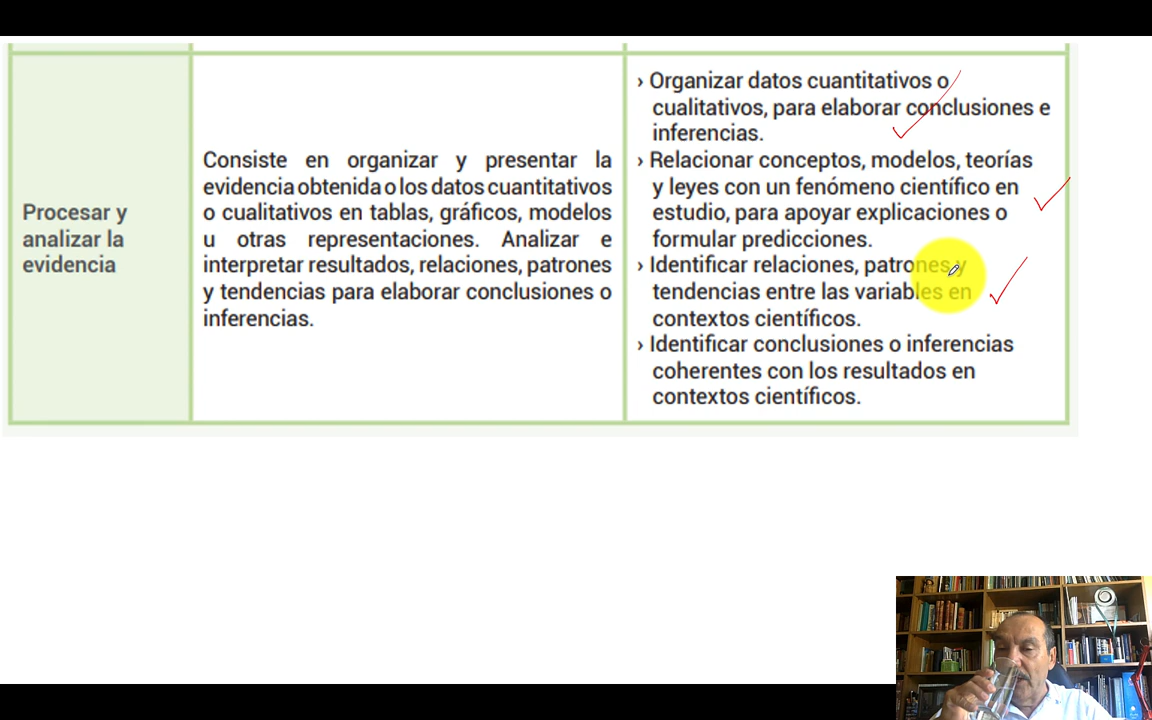 Procesar y
analizar la
evidencia
Consiste en organizar y presentar la
evidencia obtenida o los datos cuantitativos
o cualitativos en tablas, gráficos, modelos
u otras representaciones. Analizar e
interpretar resultados, relaciones, patrones
y tendencias para elaborar conclusiones o
inferencias.
› Organizar datos cuantitativos o
cualitativos, para elaborar conclusiones e
inferencias.
› Relacionar conceptos, modelos, teorías
y leyes con un fenómeno científico en
estudio, para apoyar explicaciones o
formular predicciones.
› Identificar relaciones, patrones y
tendencias entre las variables en
contextos científicos.
› Identificar conclusiones o inferencias
coherentes con los resultados en
contextos científicos.